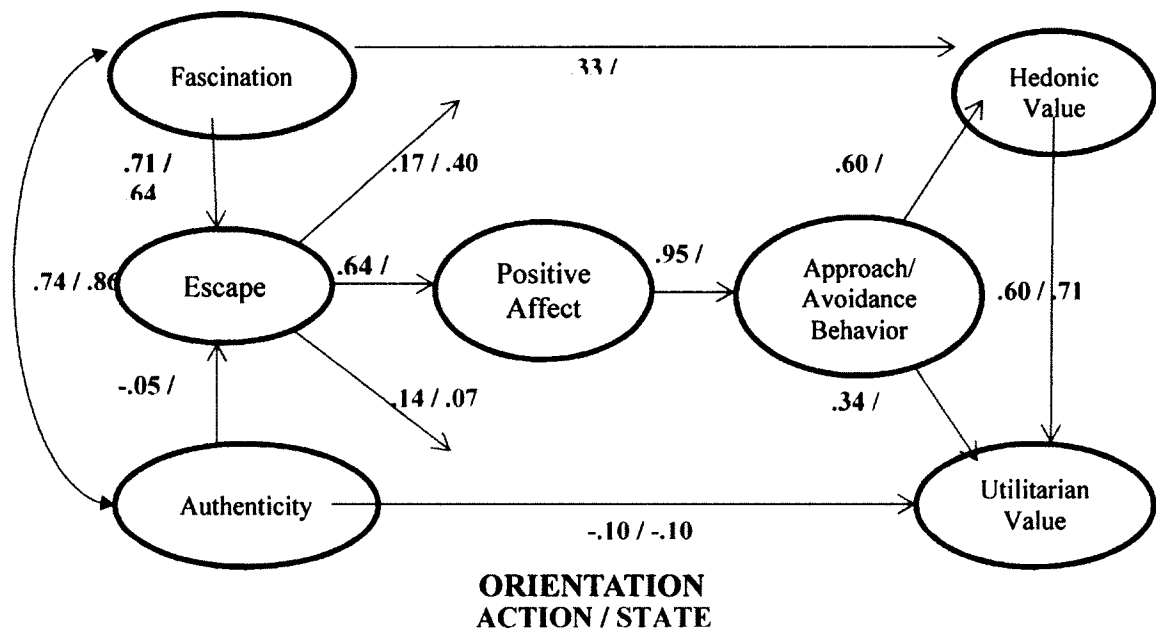 Fascination
.33 /
Hedonic
Value
.71 /
64
.17 / .40
.60 /
.74 / .86
Escape
.64 /
Positive
Affect
.95 /
Approach/
Avoidance
Behavior
.60 / .71
-.05 /
.14 / .07
.34 /
Authenticity
Utilitarian
Value
-.10 / -.10
ORIENTATION
ACTION / STATE